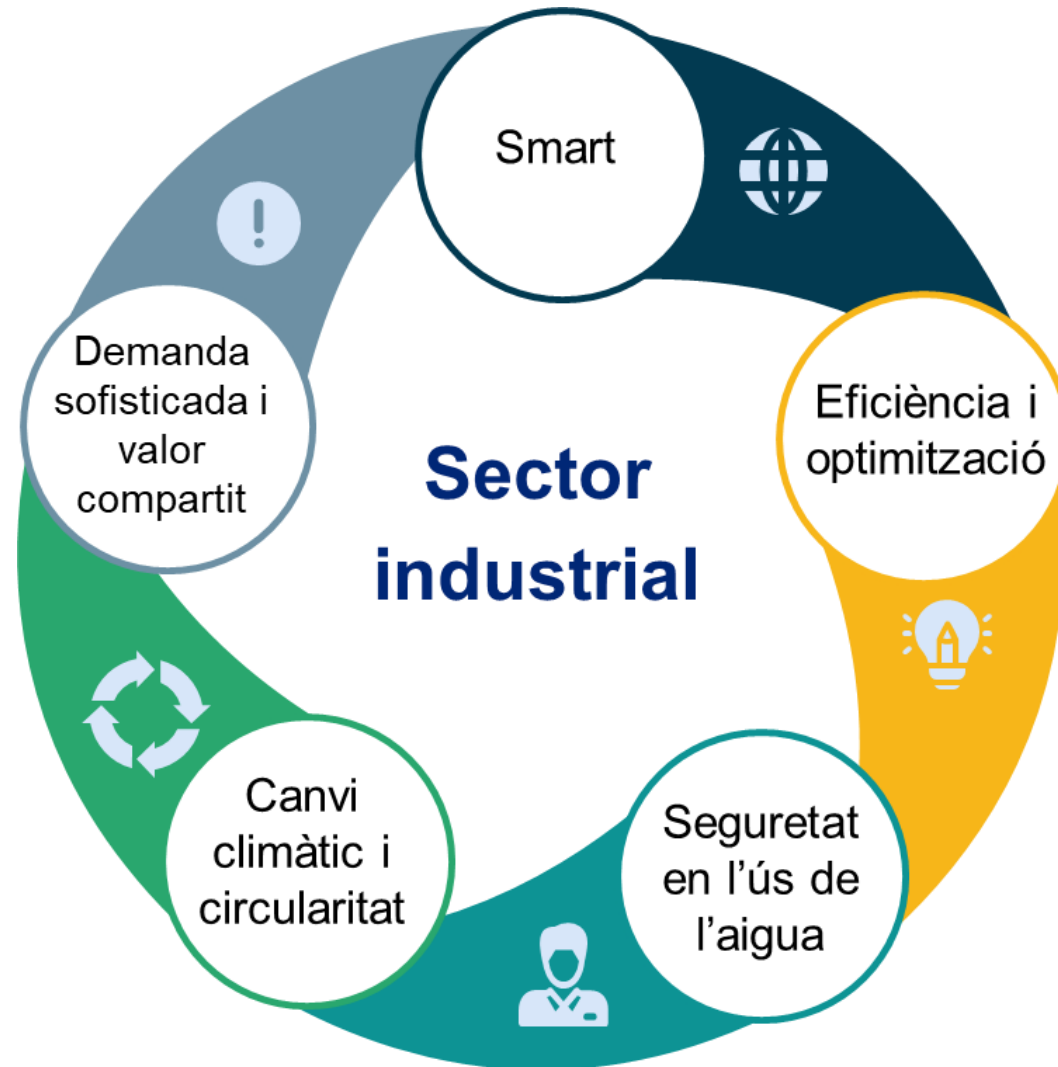 Smart
Eficiència i
optimització
Seguretat
en l’ús de
l’aigua
Canvi
climàtic i
circularitat
Demanda
sofisticada i
valor
compartit
Sector
industrial